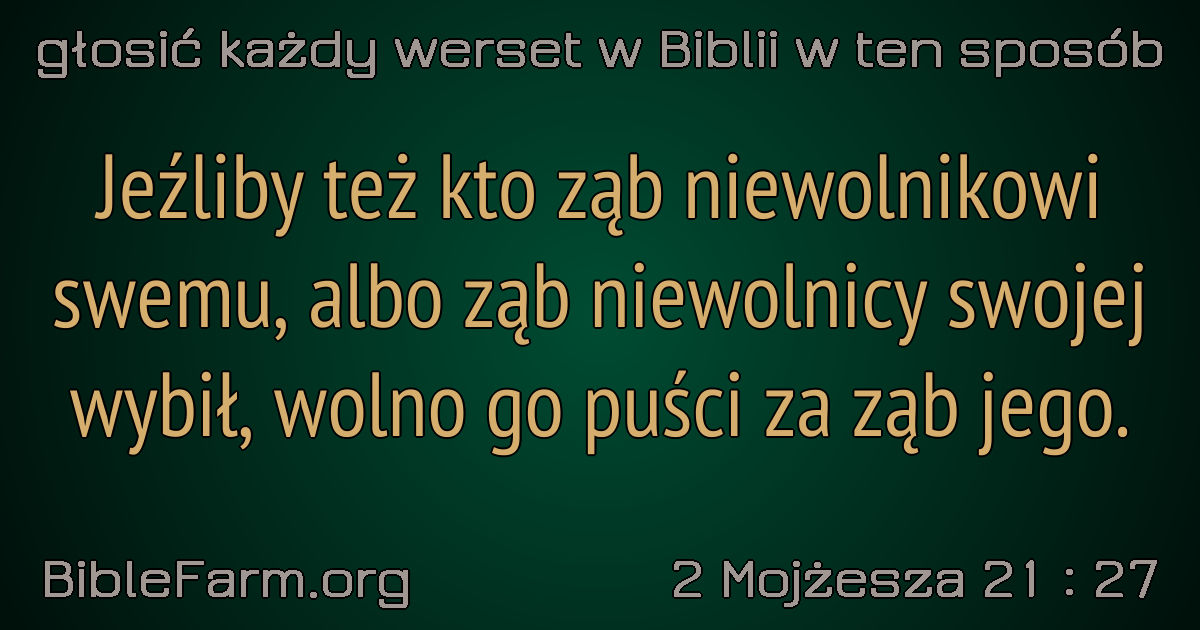 głosić każdy werset w Biblii w ten sposób
Jeźliby też kto ząb niewolnikowi
swemu, albo ząb niewolnicy swojej
wybił, wolno go puści za ząb jego.
BibleFarm.org
2 Mojżesza 21 : 27